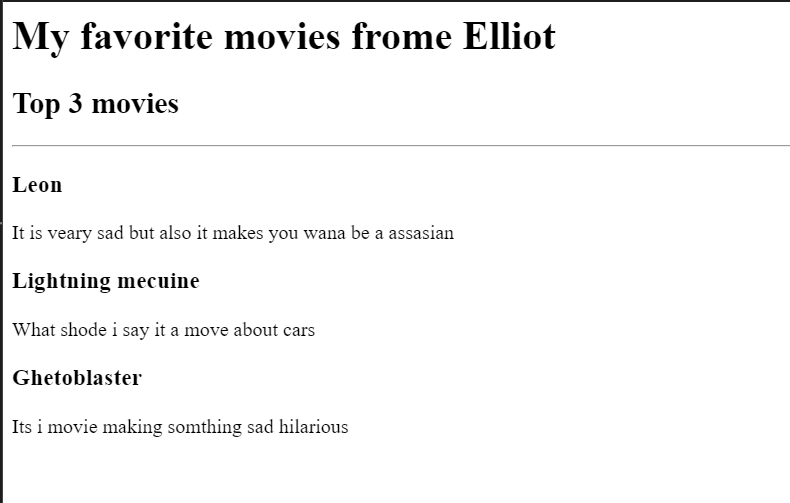 My favorite movies frome Elliot
Top 3 movies
Leon
It is veary sad but also it makes you wana be a assasian
Lightning mecuine
What shode i say it a move about cars
Ghetoblaster
Its i movie making somthing sad hilarious